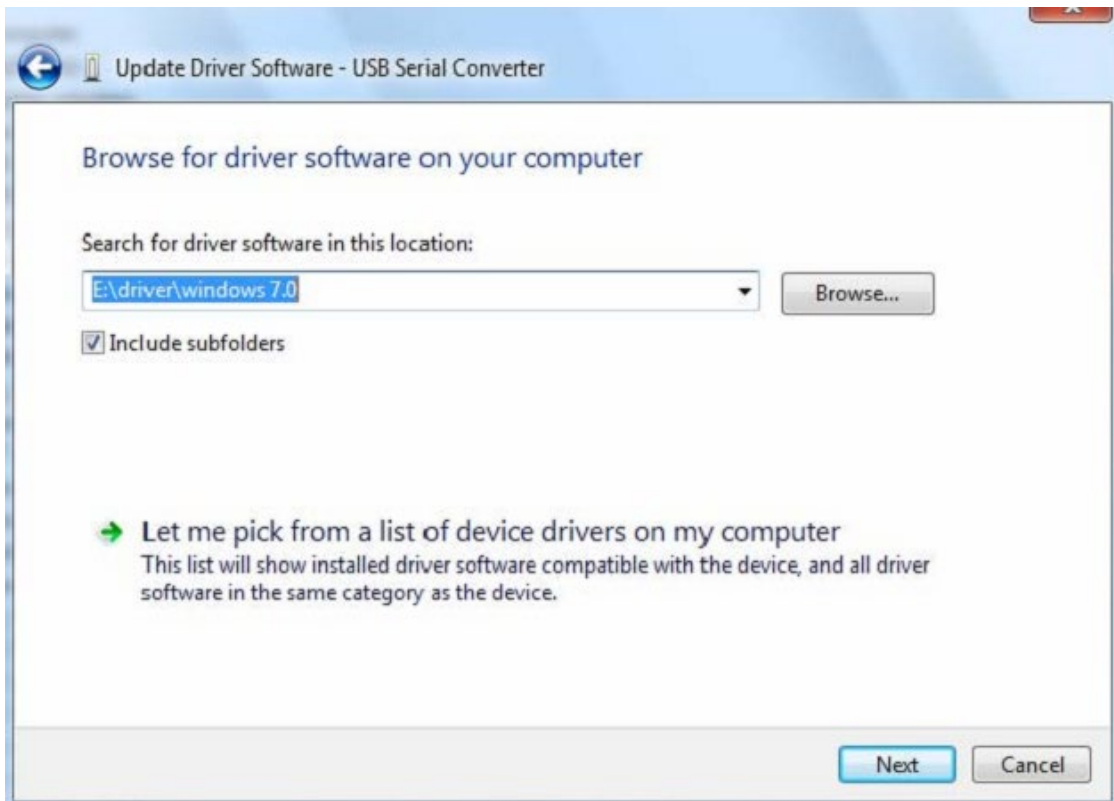 Update Driver Software - USB Serial Converter
Browse for driver software on your computer
Search for driver software in this location:
E:\driver\windows 7.0
Browse...
Include subfolders
Let me pick from a list of device drivers on my computer
This list will show installed driver software compatible with the device, and all driver
software in the same category as the device.
Next
Cancel